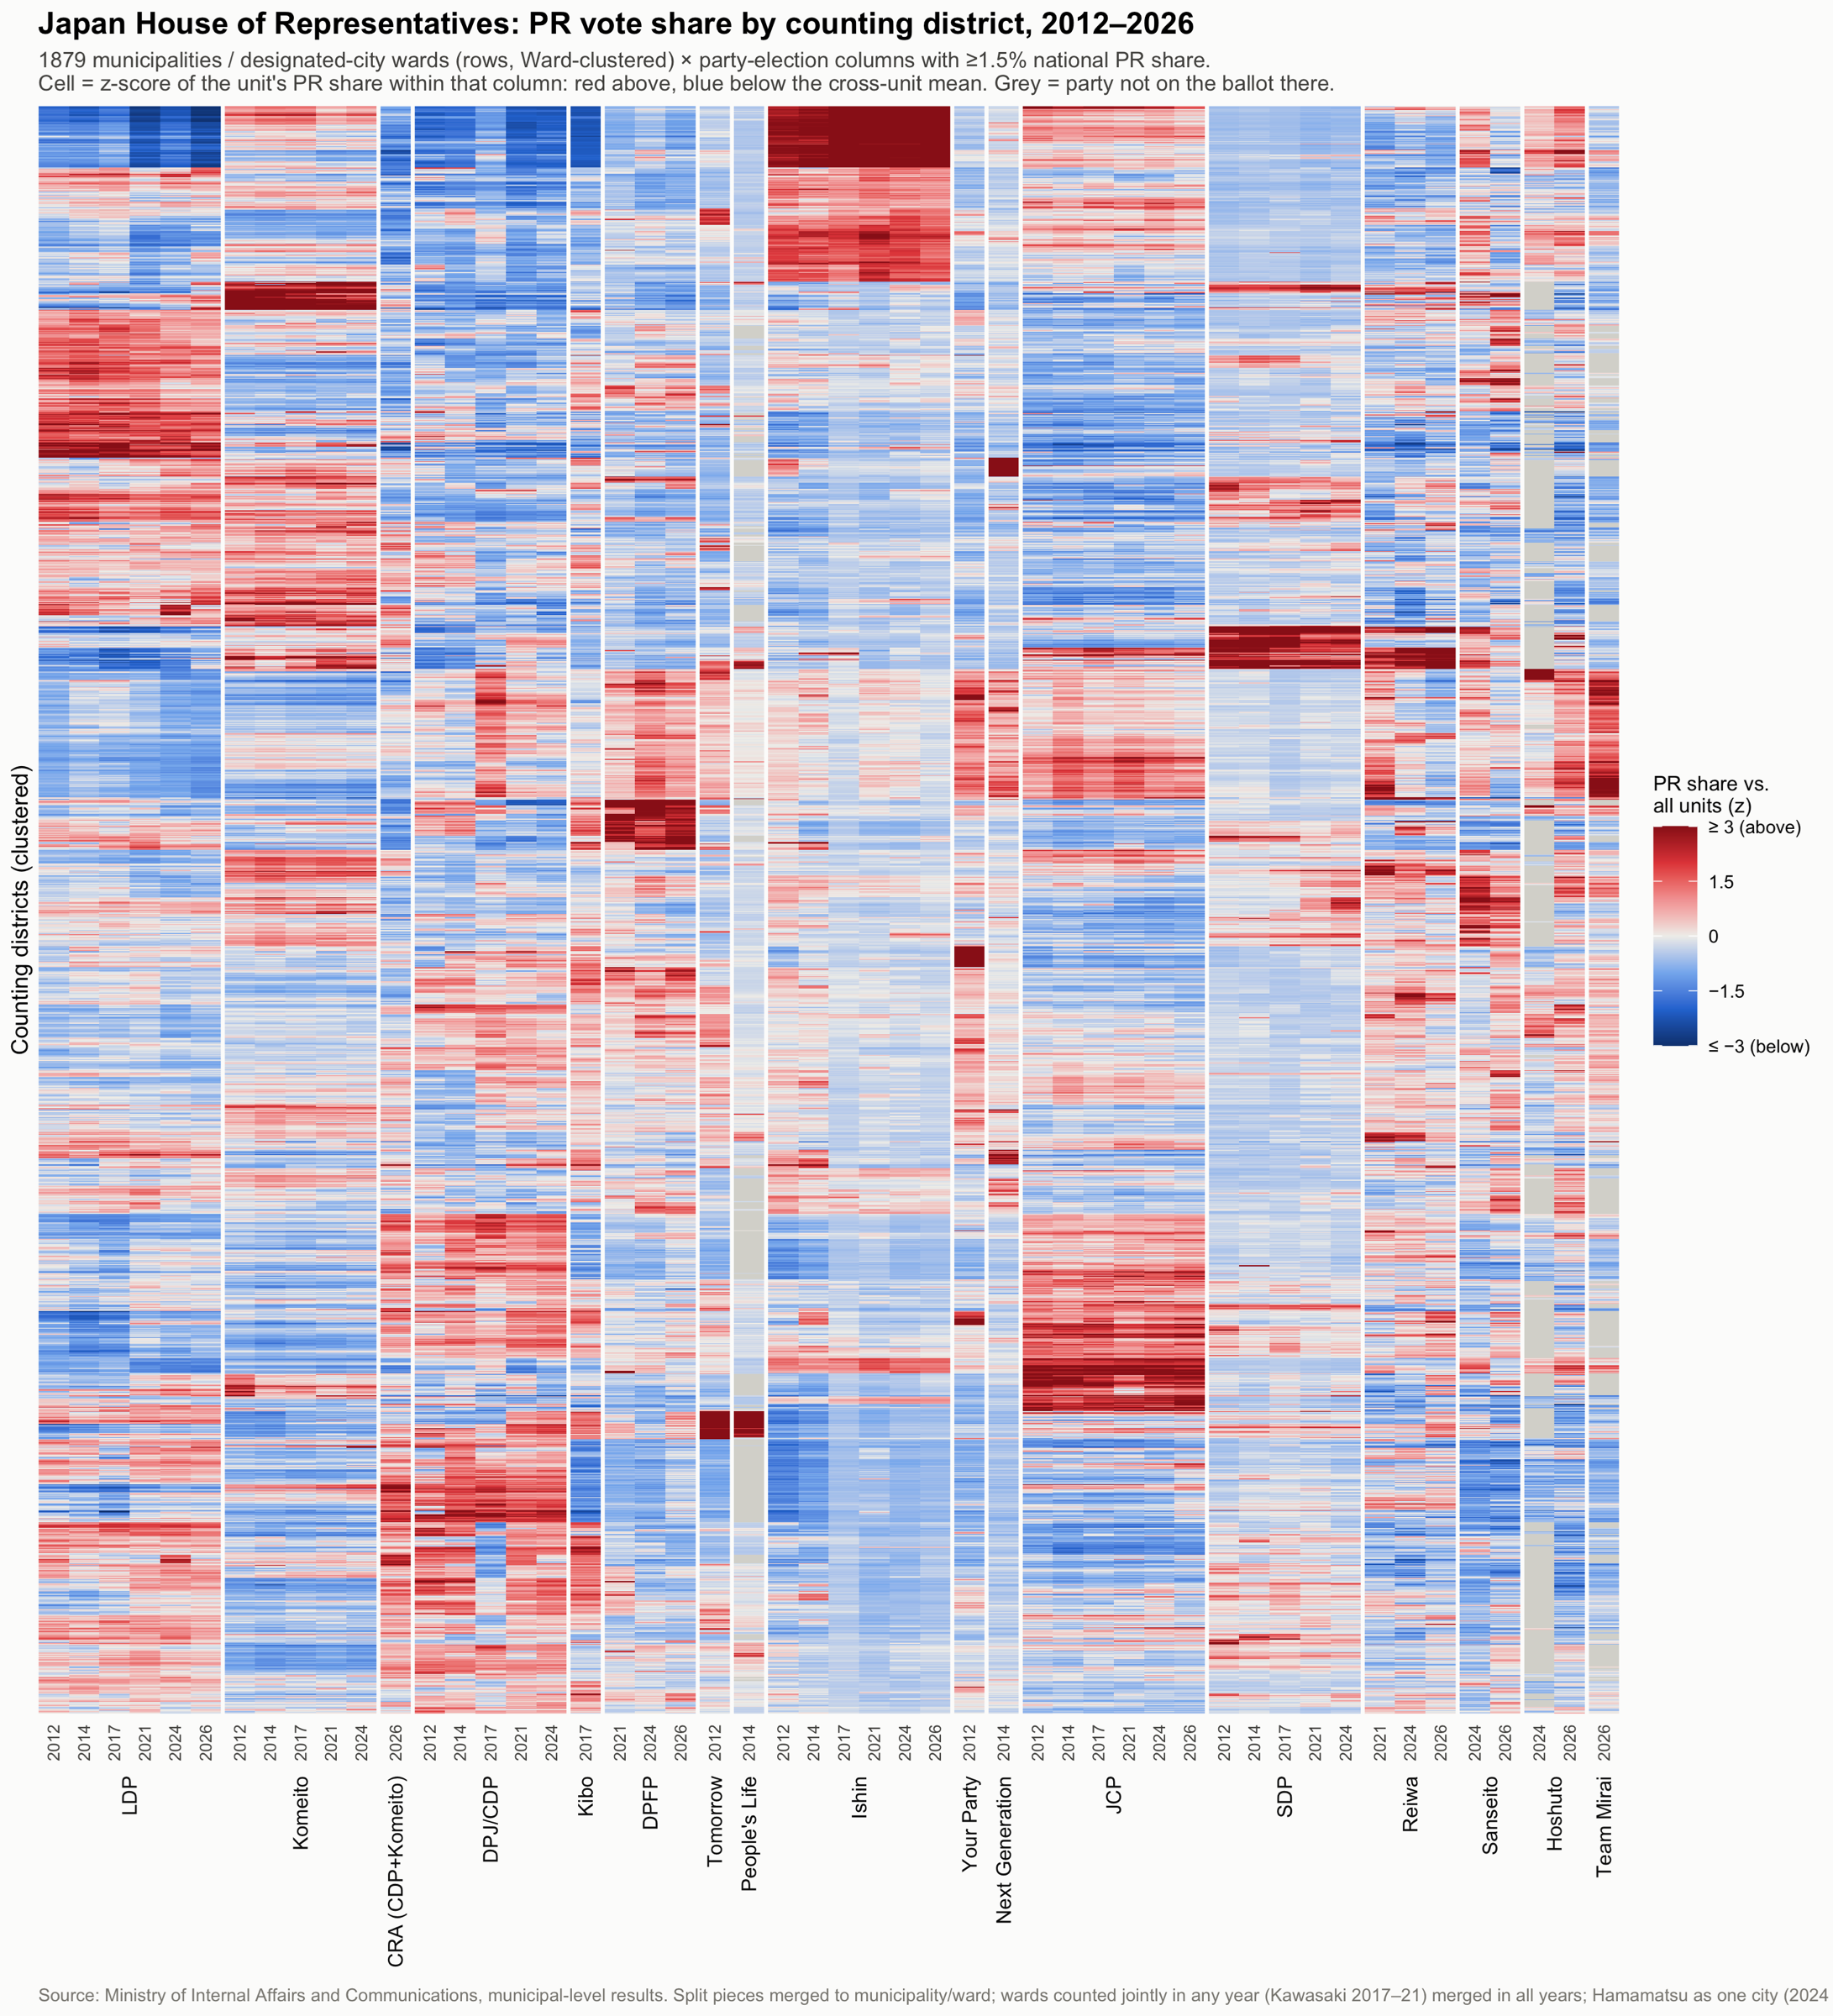 Japan House of Representatives: PR vote share by counting district, 2012–2026
1879 municipalities / designated-city wards (rows, Ward-clustered) × party-election columns with ≥1.5% national PR share.
Cell = z-score of the unit's PR share within that column: red above, blue below the cross-unit mean. Grey = party not on the ballot there.
Counting districts (clustered)
PR share vs.
all units (z)
≥ 3 (above)
1.5
0
−1.5
≤ −3 (below)
2012 2014 2017 2021 2024 2026 2012 2014 2017 2021 2024 2026 2012 2014 2017 2021 2024 2017 2021 2024 2026 2012 2014 2012 2014 2017 2021 2024 2026 2012 2014 2012 2014 2017 2021 2024 2026 2012 2014 2017 2021 2024 2021 2024 2026 2024 2026 2024 2026 2026
LDP Komeito CRA (CDP+Komeito) DPJ/CDP Kibo DPFP Tomorrow People's Life Ishin Your Party Next Generation JCP SDP Reiwa Sanseito Hoshuto Team Mirai
Source: Ministry of Internal Affairs and Communications, municipal-level results. Split pieces merged to municipality/ward; wards counted jointly in any year (Kawasaki 2017–21) merged in all years; Hamamatsu as one city (2024